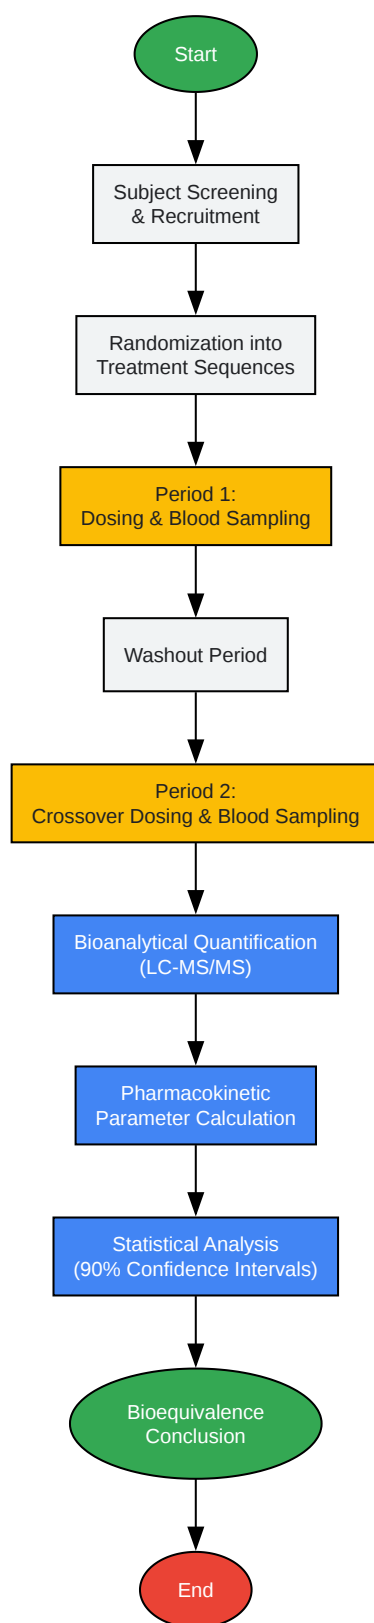 Start
Subject Screening
& Recruitment
Randomization into
Treatment Sequences
Period 1:
Dosing & Blood Sampling
Washout Period
Period 2:
Crossover Dosing & Blood Sampling
Bioanalytical Quantification
(LC-MS/MS)
Pharmacokinetic
Parameter Calculation
Statistical Analysis
(90% Confidence Intervals)
Bioequivalence
Conclusion
End